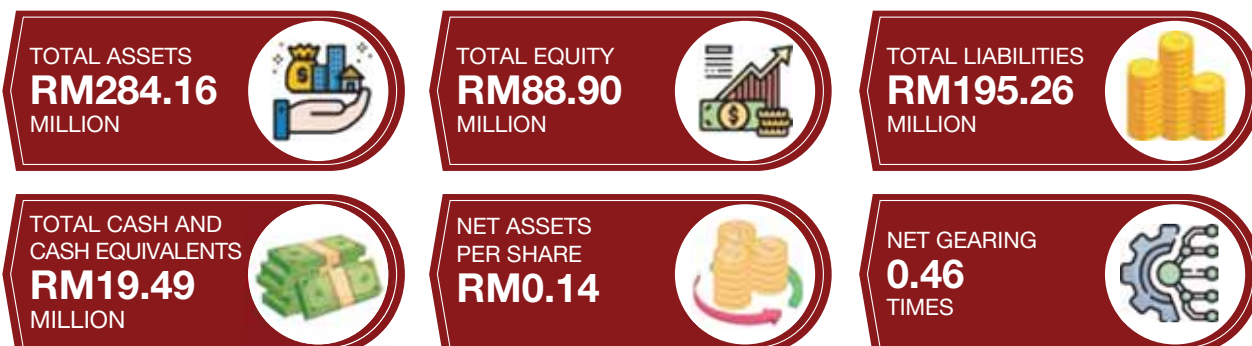 TOTAL ASSETS
RM284.16
MILLION
TOTAL EQUITY
RM88.90
MILLION
TOTAL LIABILITIES
RM195.26
MILLION
TOTAL CASH AND
CASH EQUIVALENTS
RM19.49
MILLION
NET ASSETS
PER SHARE
RM0.14
NET GEARING
0.46
TIMES